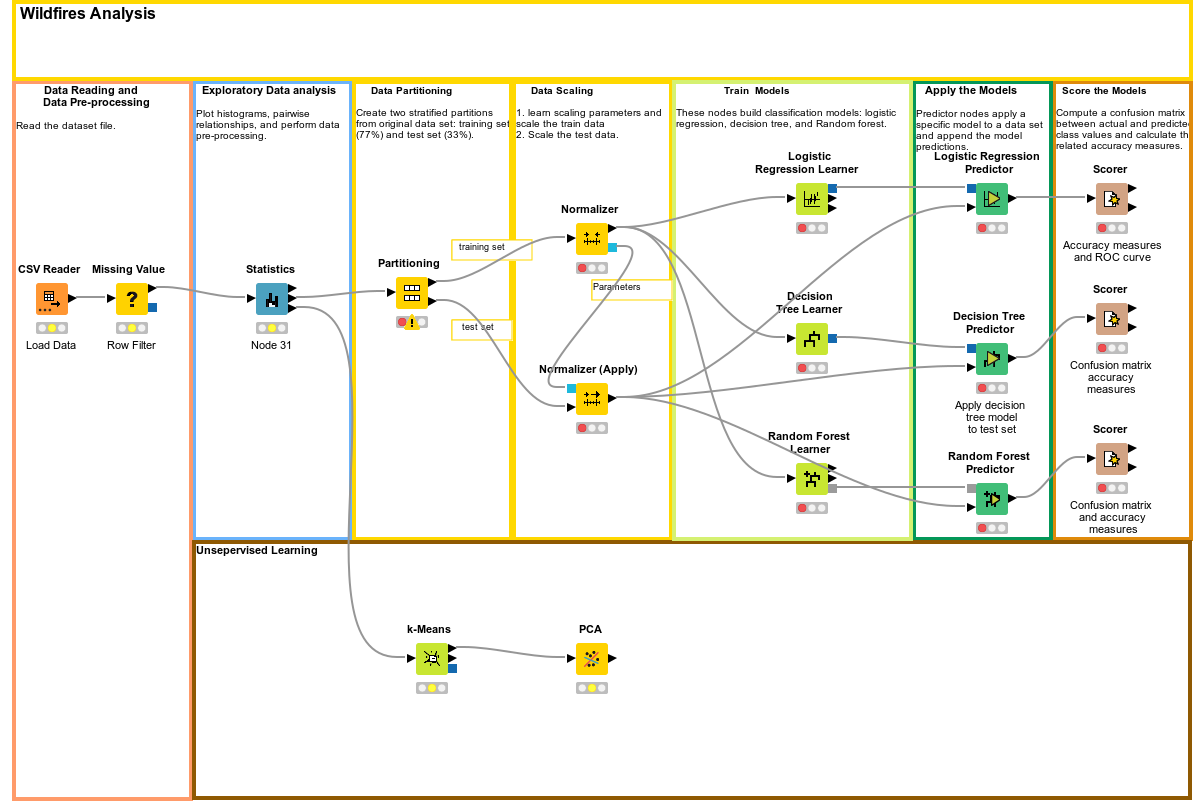 Wildfires Analysis
Data Reading and
Data Pre-processing
Read the dataset file.
Exploratory Data analysis
Plot histograms, pairwise
relationships, and perform data
pre-processing.
Data Partitioning
Create two stratified partitions
from original data set: training set
(77%) and test set (33%).
Data Scaling
1. learn scaling parameters and
scale the train data
2. Scale the test data.
Train Models
These nodes build classification models: logistic
regression, decision tree, and Random forest.
Apply the Models
Predictor nodes apply a
specific model to a data set
and append the model
predictions.
Score the Models
Compute a confusion matrix
between actual and predicte
class values and calculate th
related accuracy measures.
CSV Reader
Load Data
Missing Value
?
Row Filter
Statistics
Node 31
Partitioning
!
training set
test set
Normalizer
Parameters
Normalizer (Apply)
Logistic
Regression Learner
Decision
Tree Learner
Random Forest
Learner
Logistic Regression
Predictor
Decision Tree
Predictor
Apply decision
tree model
to test set
Random Forest
Predictor
Scorer
Accuracy measures
and ROC curve
Scorer
Confusion matrix
accuracy
measures
Scorer
Confusion matrix
and accuracy
measures
Unsepervised Learning
k-Means
PCA